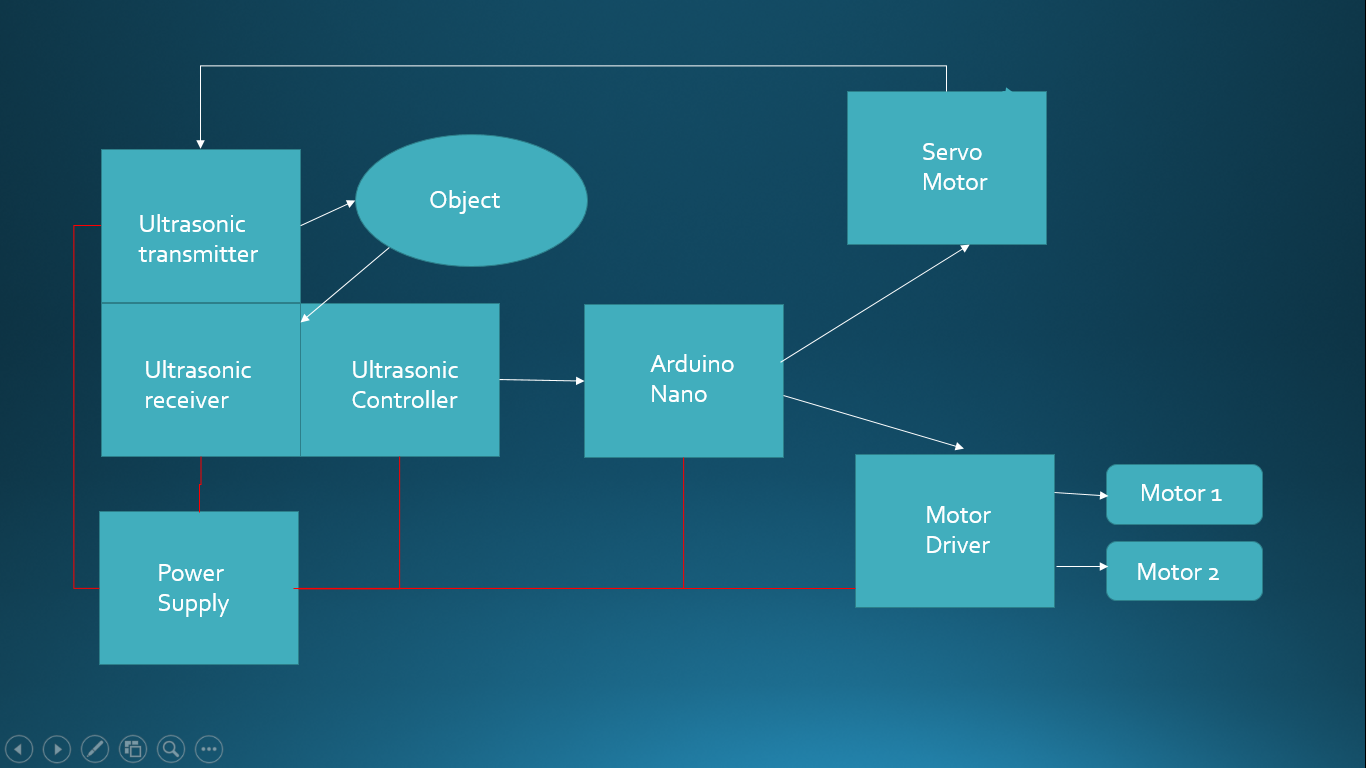 Servo
Motor
Object
Ultrasonic
transmitter
Ultrasonic
receiver
Ultrasonic
Controller
Arduino
Nano
Motor
Driver
Motor 1
Motor 2
Power
Supply